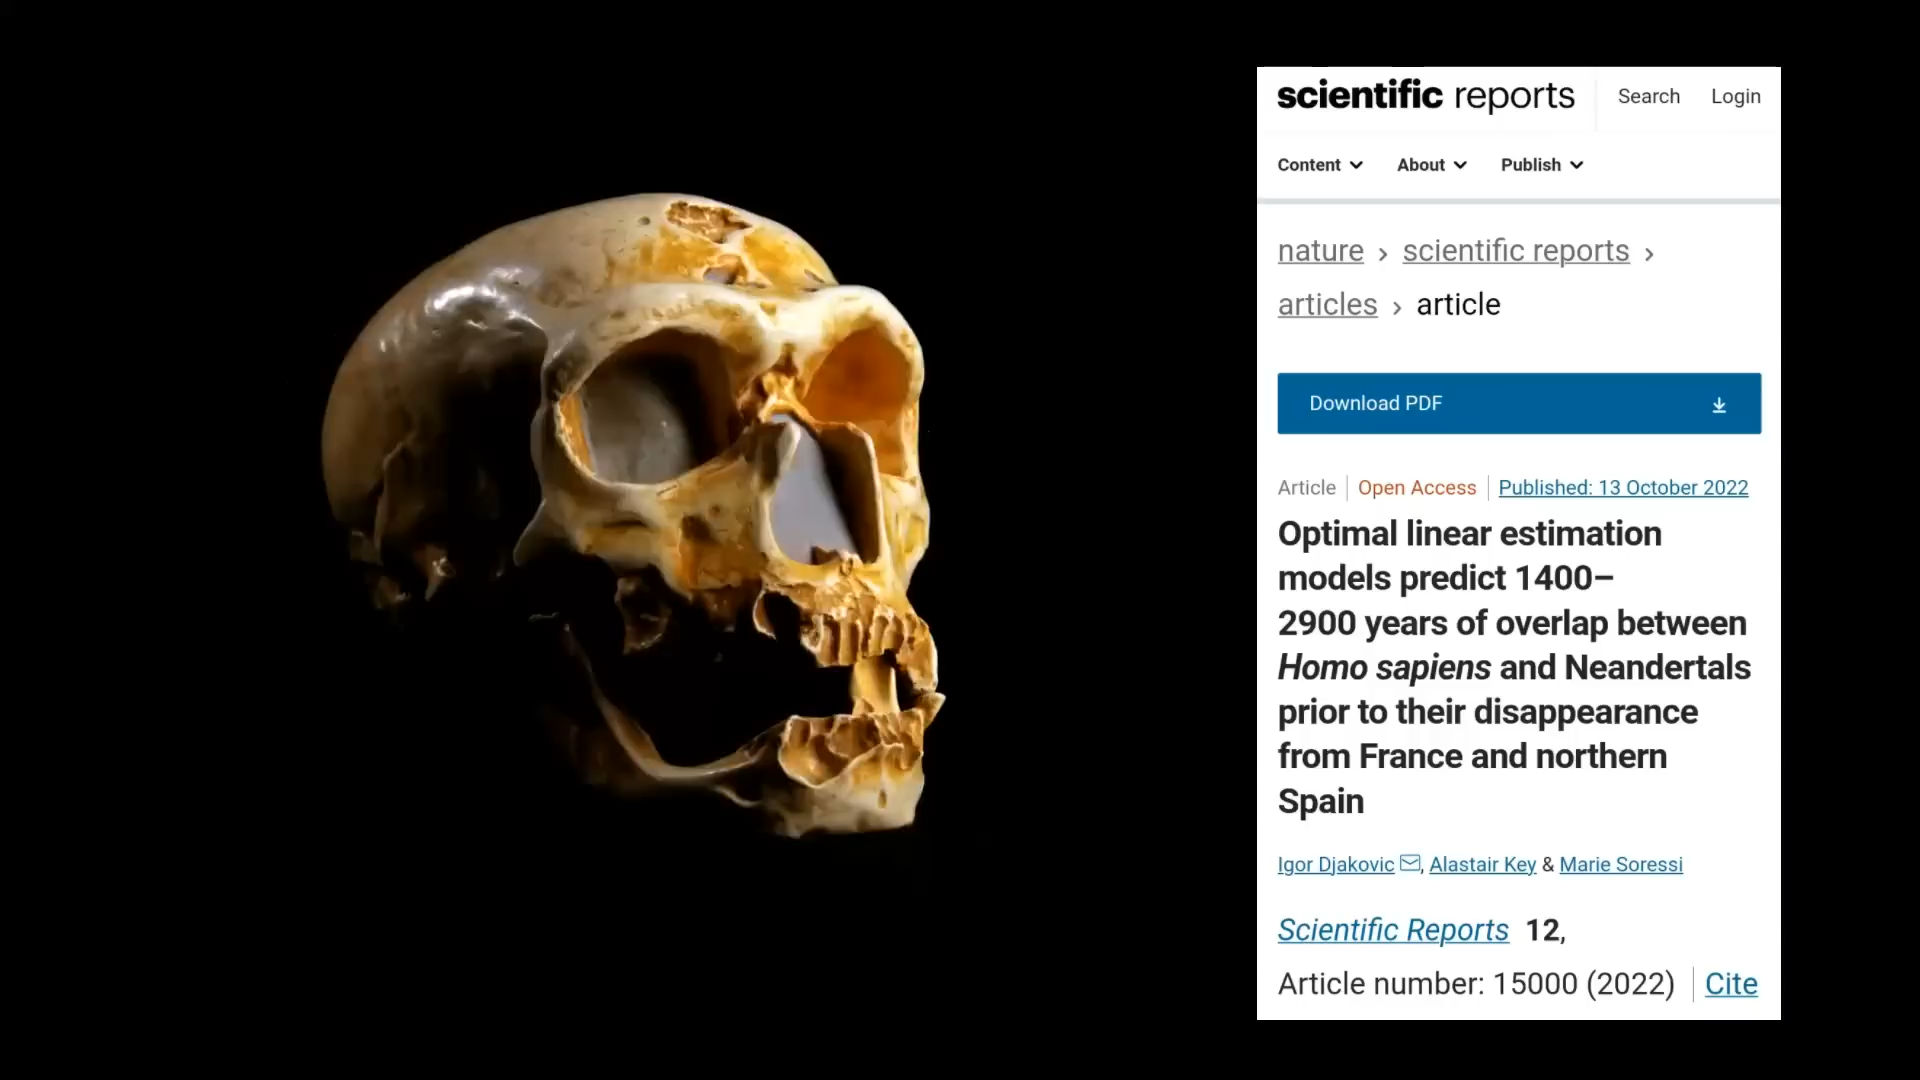 scientific reports
Search
Login
Content
About
Publish
nature › scientific reports ›
articles › article
Download PDF
Article | Open Access | Published: 13 October 2022
Optimal linear estimation
models predict 1400–
2900 years of overlap between
Homo sapiens and Neandertals
prior to their disappearance
from France and northern
Spain
Igor Djakovic, Alastair Key & Marie Soressi
Scientific Reports 12,
Article number: 15000 (2022) | Cite